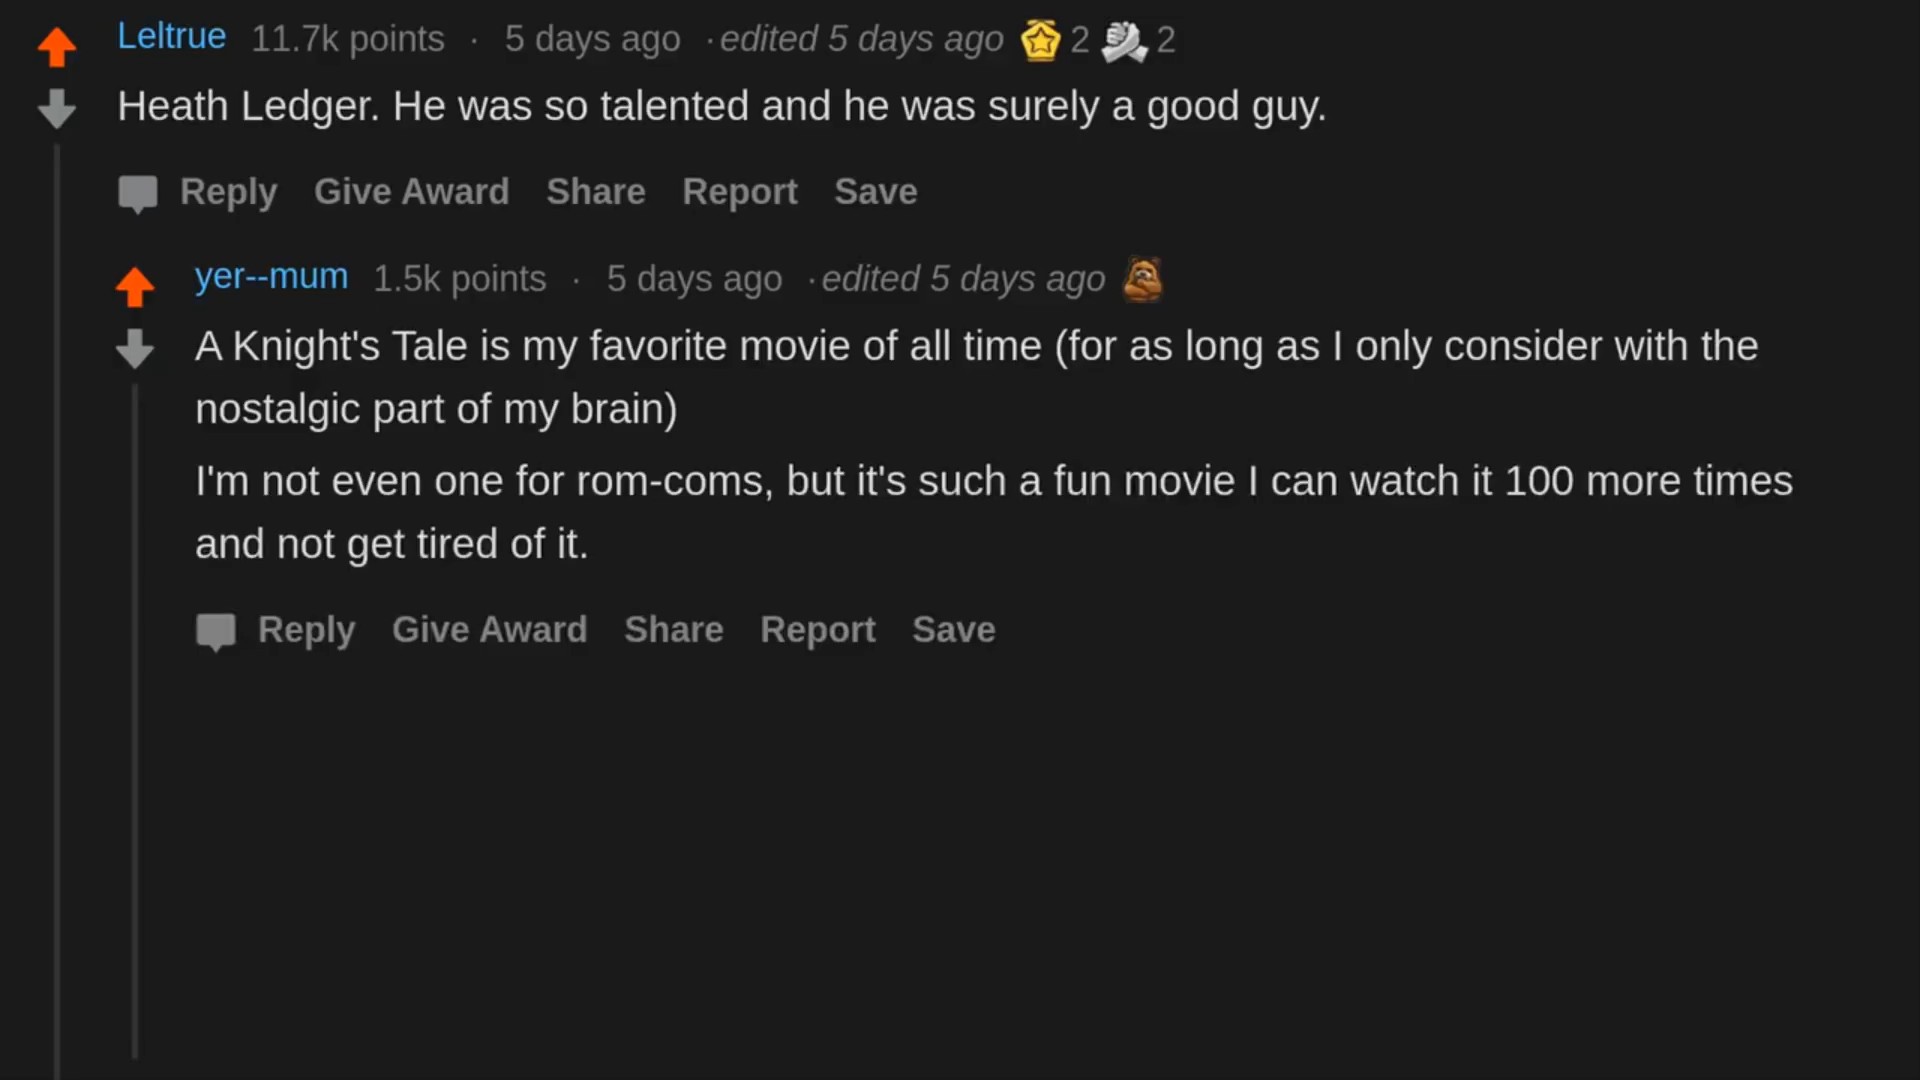 Leltrue 11.7k points · 5 days ago ·edited 5 days ago 2 2
Heath Ledger. He was so talented and he was surely a good guy.
Reply Give Award Share Report Save
yer--mum 1.5k points · 5 days ago ·edited 5 days ago
A Knight's Tale is my favorite movie of all time (for as long as I only consider with the
nostalgic part of my brain)
I'm not even one for rom-coms, but it's such a fun movie I can watch it 100 more times
and not get tired of it.
Reply Give Award Share Report Save